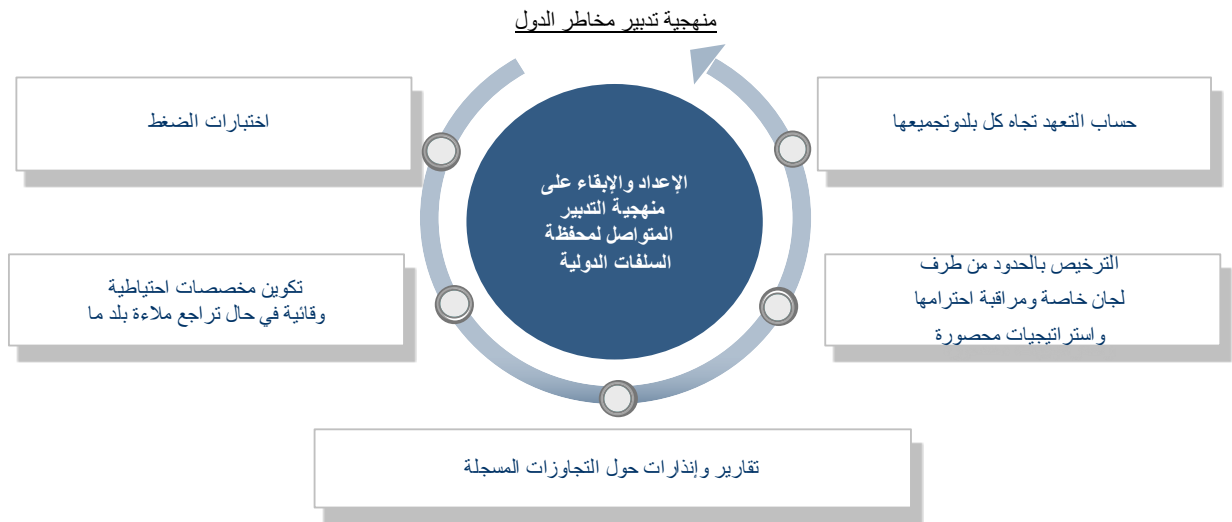 منهجية تدبير مخاطر الدول
حساب التعهد تجاه كل بلدوتجميعها
اختبارات الضغط
الإعداد والإبقاء على
منهجية التدبير
المتواصل لمحفظة
السلفات الدولية
الترخيص بالحدود من طرف
لجان خاصة ومراقبة احترامها
واستراتيجيات محصورة
تكوين مخصصات احتياطية
وقائية في حال تراجع ملاءة بلد ما
تقارير وإنذارات حول التجاوزات المسجلة